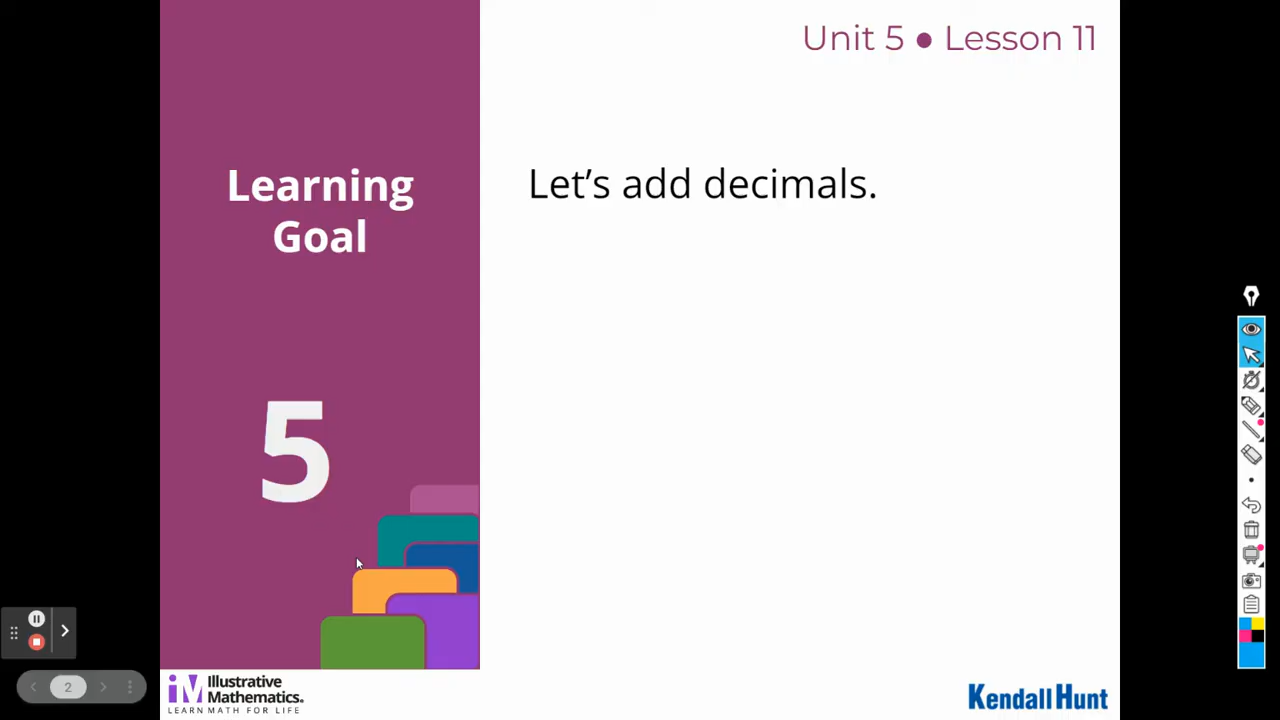 Unit 5 ● Lesson 11
Learning
Goal
Let’s add decimals.
5
2
iM Illustrative
Mathematics.
LEARN MATH FOR LIFE
Kendall Hunt